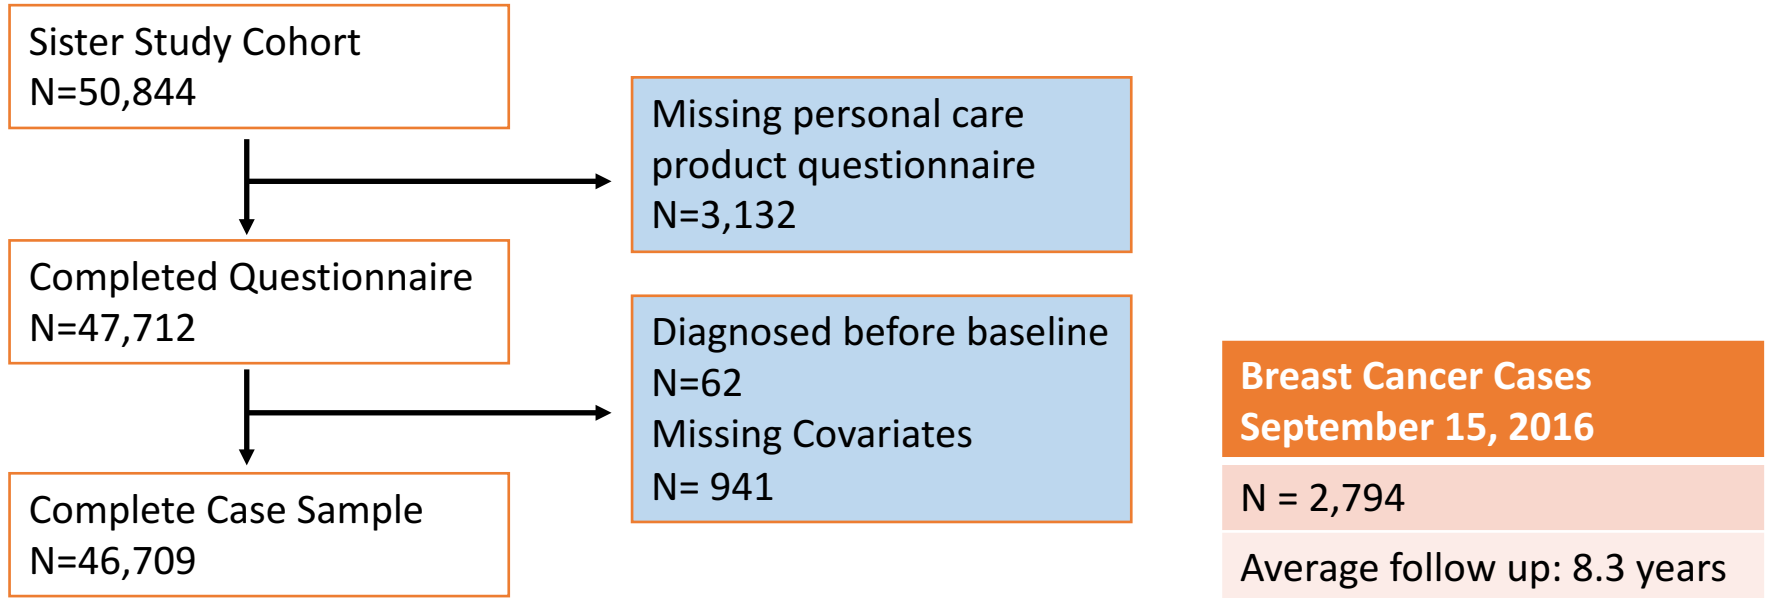 Sister Study Cohort
N=50,844
Missing personal care
product questionnaire
N=3,132
Completed Questionnaire
N=47,712
Diagnosed before baseline
N=62
Missing Covariates
N= 941
Complete Case Sample
N=46,709
Breast Cancer Cases
September 15, 2016
N = 2,794
Average follow up: 8.3 years